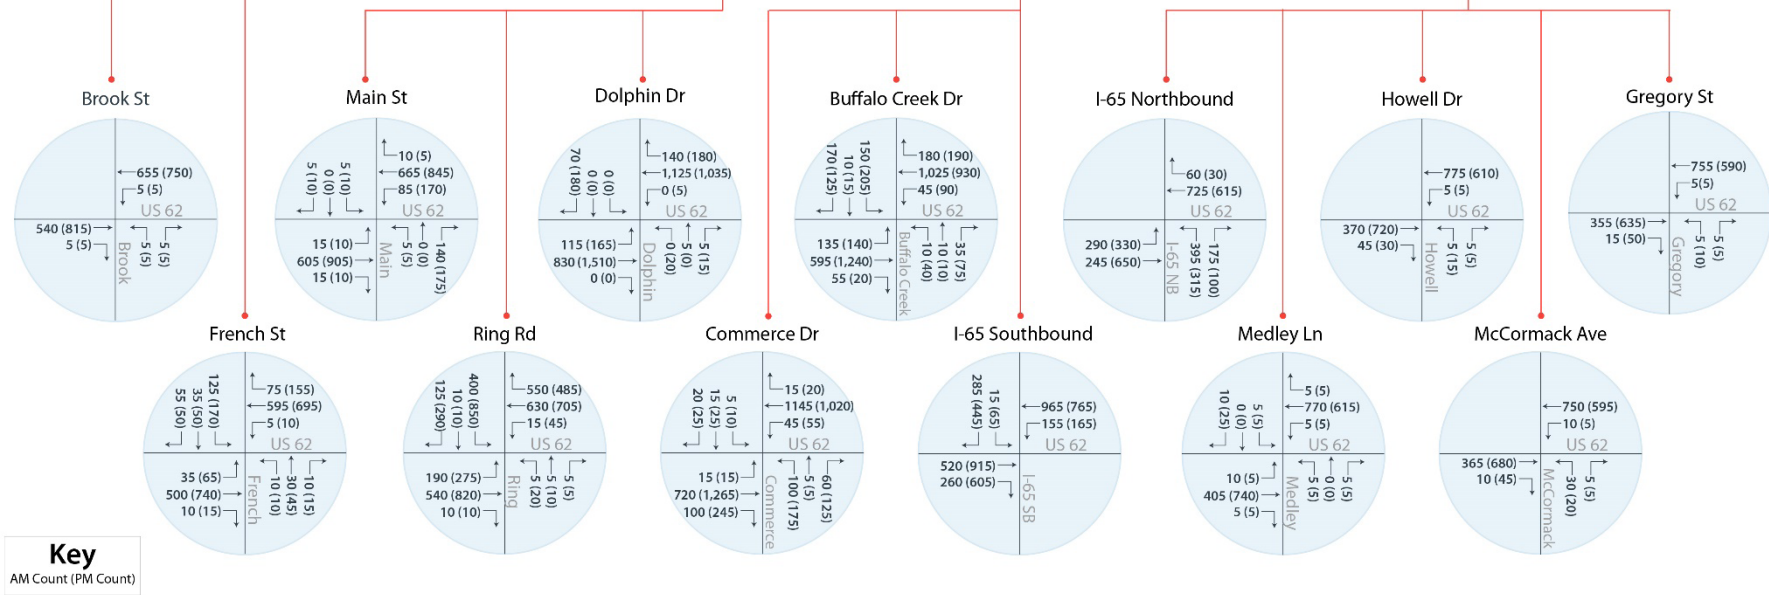 Brook St
655 (750)
5 (5)
US 62
540 (815)
5 (5)
Brook
5 (5)
5 (5)
Main St
5 (10)
0 (0)
5 (10)
10 (5)
665 (845)
85 (170)
US 62
15 (10)
605 (905)
15 (10)
Main
5 (5)
0 (0)
140 (175)
Dolphin Dr
70 (180)
0 (0)
0 (0)
140 (180)
1,125 (1,035)
0 (5)
US 62
115 (165)
830 (1,510)
0 (0)
Dolphin
0 (20)
5 (0)
5 (15)
Buffalo Creek Dr
170 (125)
10 (15)
150 (205)
180 (190)
1,025 (930)
45 (90)
US 62
135 (140)
595 (1,240)
55 (20)
Buffalo Creek
10 (40)
10 (10)
35 (75)
I-65 Northbound
60 (30)
725 (615)
US 62
290 (330)
245 (650)
I-65 NB
395 (315)
175 (100)
Howell Dr
775 (610)
5 (5)
US 62
370 (720)
45 (30)
Howell
5 (15)
5 (5)
Gregory St
755 (590)
5(5)
US 62
355 (635)
15 (50)
Gregory
5 (10)
5 (5)
French St
55 (50)
35 (50)
125 (170)
75 (155)
595 (695)
5 (10)
US 62
35 (65)
500 (740)
10 (15)
French
10 (10)
30 (45)
10 (15)
Ring Rd
125 (290)
10 (10)
400 (850)
550 (485)
630 (705)
15 (45)
US 62
190 (275)
540 (820)
10 (10)
Ring
5 (20)
5 (10)
5 (5)
Commerce Dr
20 (25)
15 (25)
5 (10)
15 (20)
1145 (1,020)
45 (55)
US 62
15 (15)
720 (1,265)
100 (245)
Commerce
100 (175)
5 (5)
60 (125)
I-65 Southbound
285 (445)
15 (65)
965 (765)
155 (165)
US 62
520 (915)
260 (605)
I-65 SB
Medley Ln
10 (25)
0 (0)
5 (5)
5 (5)
770 (615)
5 (5)
US 62
10 (5)
405 (740)
5 (5)
Medley
5 (5)
0 (0)
5 (5)
McCormack Ave
750 (595)
10 (5)
US 62
365 (680)
10 (45)
McCormack
30 (20)
5 (5)
Key
AM Count (PM Count)